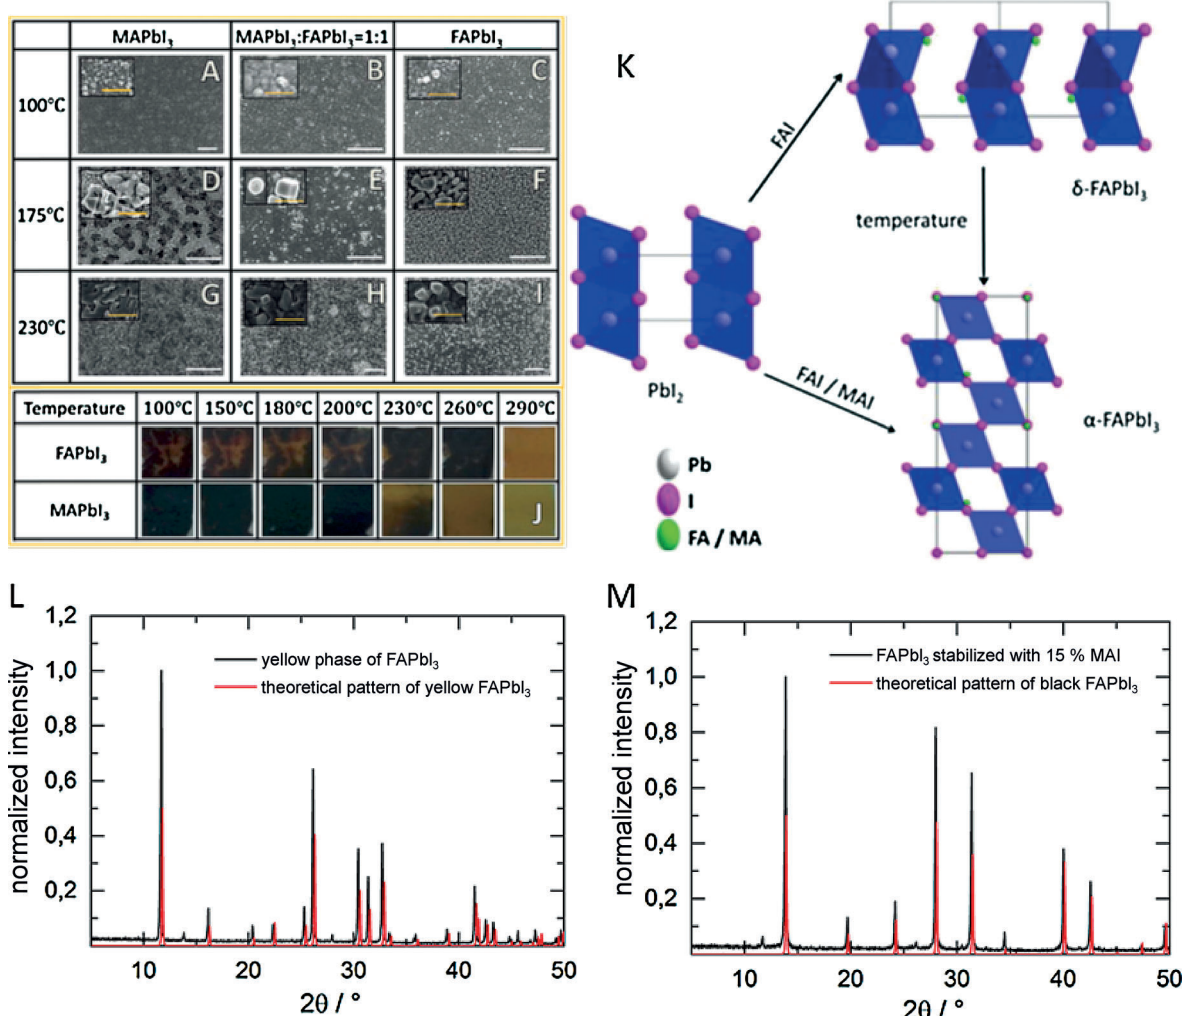 MAPbI₃ MAPbI₃:FAPbI₃=1:1 FAPbI₃
100°C A B C
175°C D E F
230°C G H I
Temperature 100°C 150°C 180°C 200°C 230°C 260°C 290°C
FAPbI₃
MAPbI₃ J
K
FAI
δ-FAPbI₃
temperature
PbI₂
FAI / MAI
α-FAPbI₃
Pb
I
FA / MA
L
1,2
1,0
0,8
0,6
0,4
0,2
normalized intensity
yellow phase of FAPbI₃
theoretical pattern of yellow FAPbI₃
10 20 30 40 50
2θ / °
M
1,2
1,0
0,8
0,6
0,4
0,2
normalized intensity
FAPbI₃ stabilized with 15 % MAI
theoretical pattern of black FAPbI₃
10 20 30 40 50
2θ / °